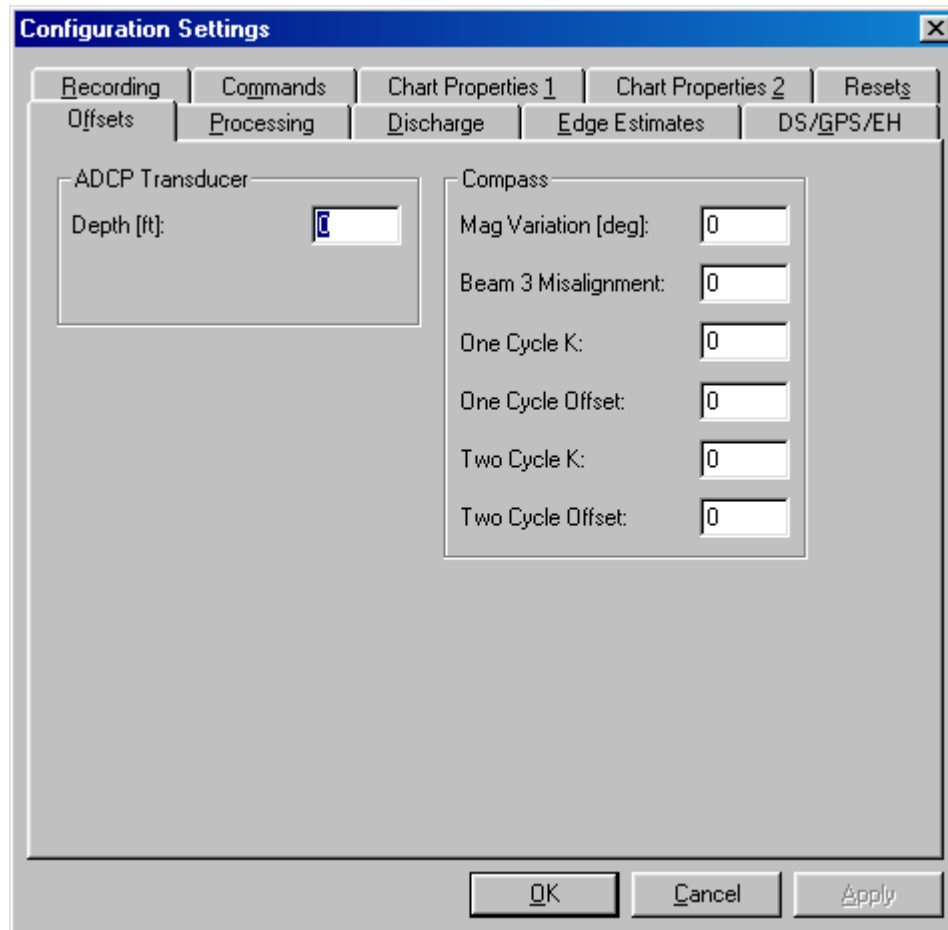 Configuration Settings
Recording Commands Chart Properties 1 Chart Properties 2 Resets
Offsets Processing Discharge Edge Estimates DS/GPS/EH
ADCP Transducer
Depth [ft]: 0
Compass
Mag Variation [deg]: 0
Beam 3 Misalignment: 0
One Cycle K: 0
One Cycle Offset: 0
Two Cycle K: 0
Two Cycle Offset: 0
OK Cancel Apply